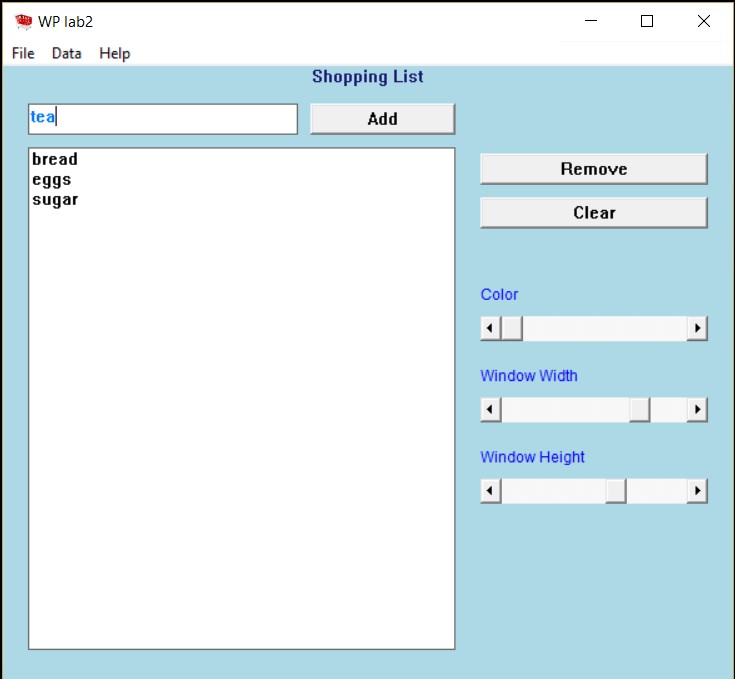 WP lab2
File Data Help
Shopping List
tea Add
bread
eggs
sugar
Remove
Clear
Color
Window Width
Window Height